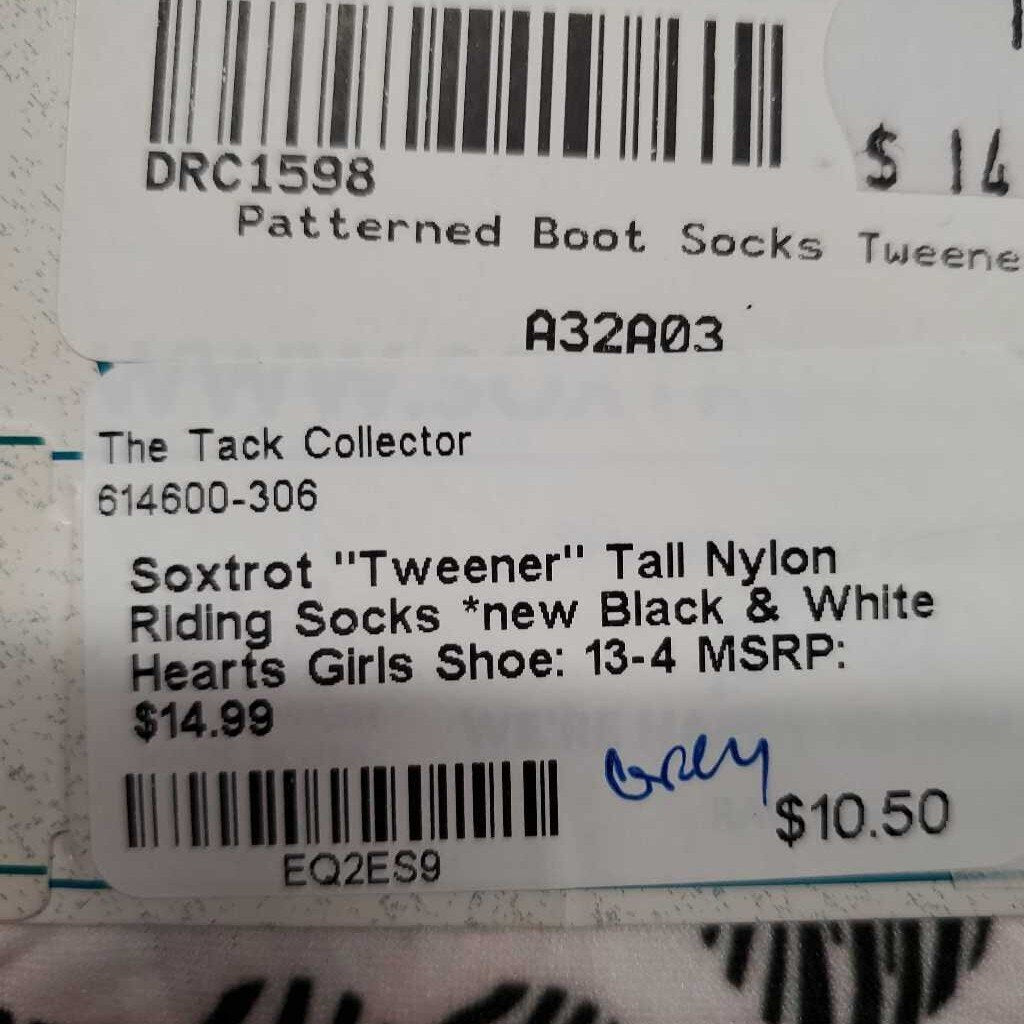 DRC1598
$ 14
Patterned Boot Socks Tweene
A32A03
The Tack Collector
614600-306
Soxtrot "Tweener" Tall Nylon
Riding Socks *new Black & White
Hearts Girls Shoe: 13-4 MSRP:
$14.99
Grey
$10.50
EQ2ES9